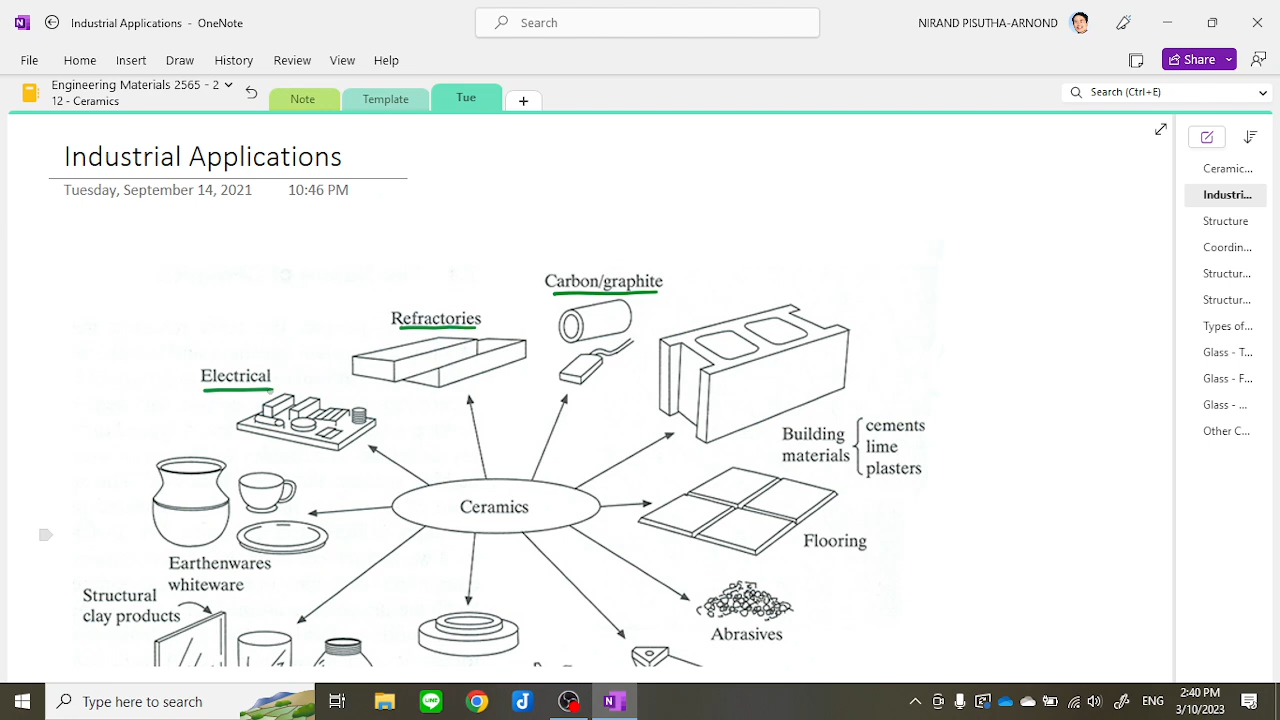 Industrial Applications - OneNote
Search
NIRAND PISUTHA-ARNOND
File Home Insert Draw History Review View Help
Share
Engineering Materials 2565 - 2
12 - Ceramics
Note
Template
Tue
Search (Ctrl+E)
Industrial Applications
Tuesday, September 14, 2021 10:46 PM
Ceramic...
Industri...
Structure
Coordin...
Structur...
Structur...
Types of...
Glass - T...
Glass - F...
Glass - ...
Other C...
Carbon/graphite
Refractories
Electrical
Building materials
cements
lime
plasters
Ceramics
Flooring
Earthenwares
whiteware
Structural
clay products
Abrasives
Type here to search
ENG
2:40 PM
3/10/2023